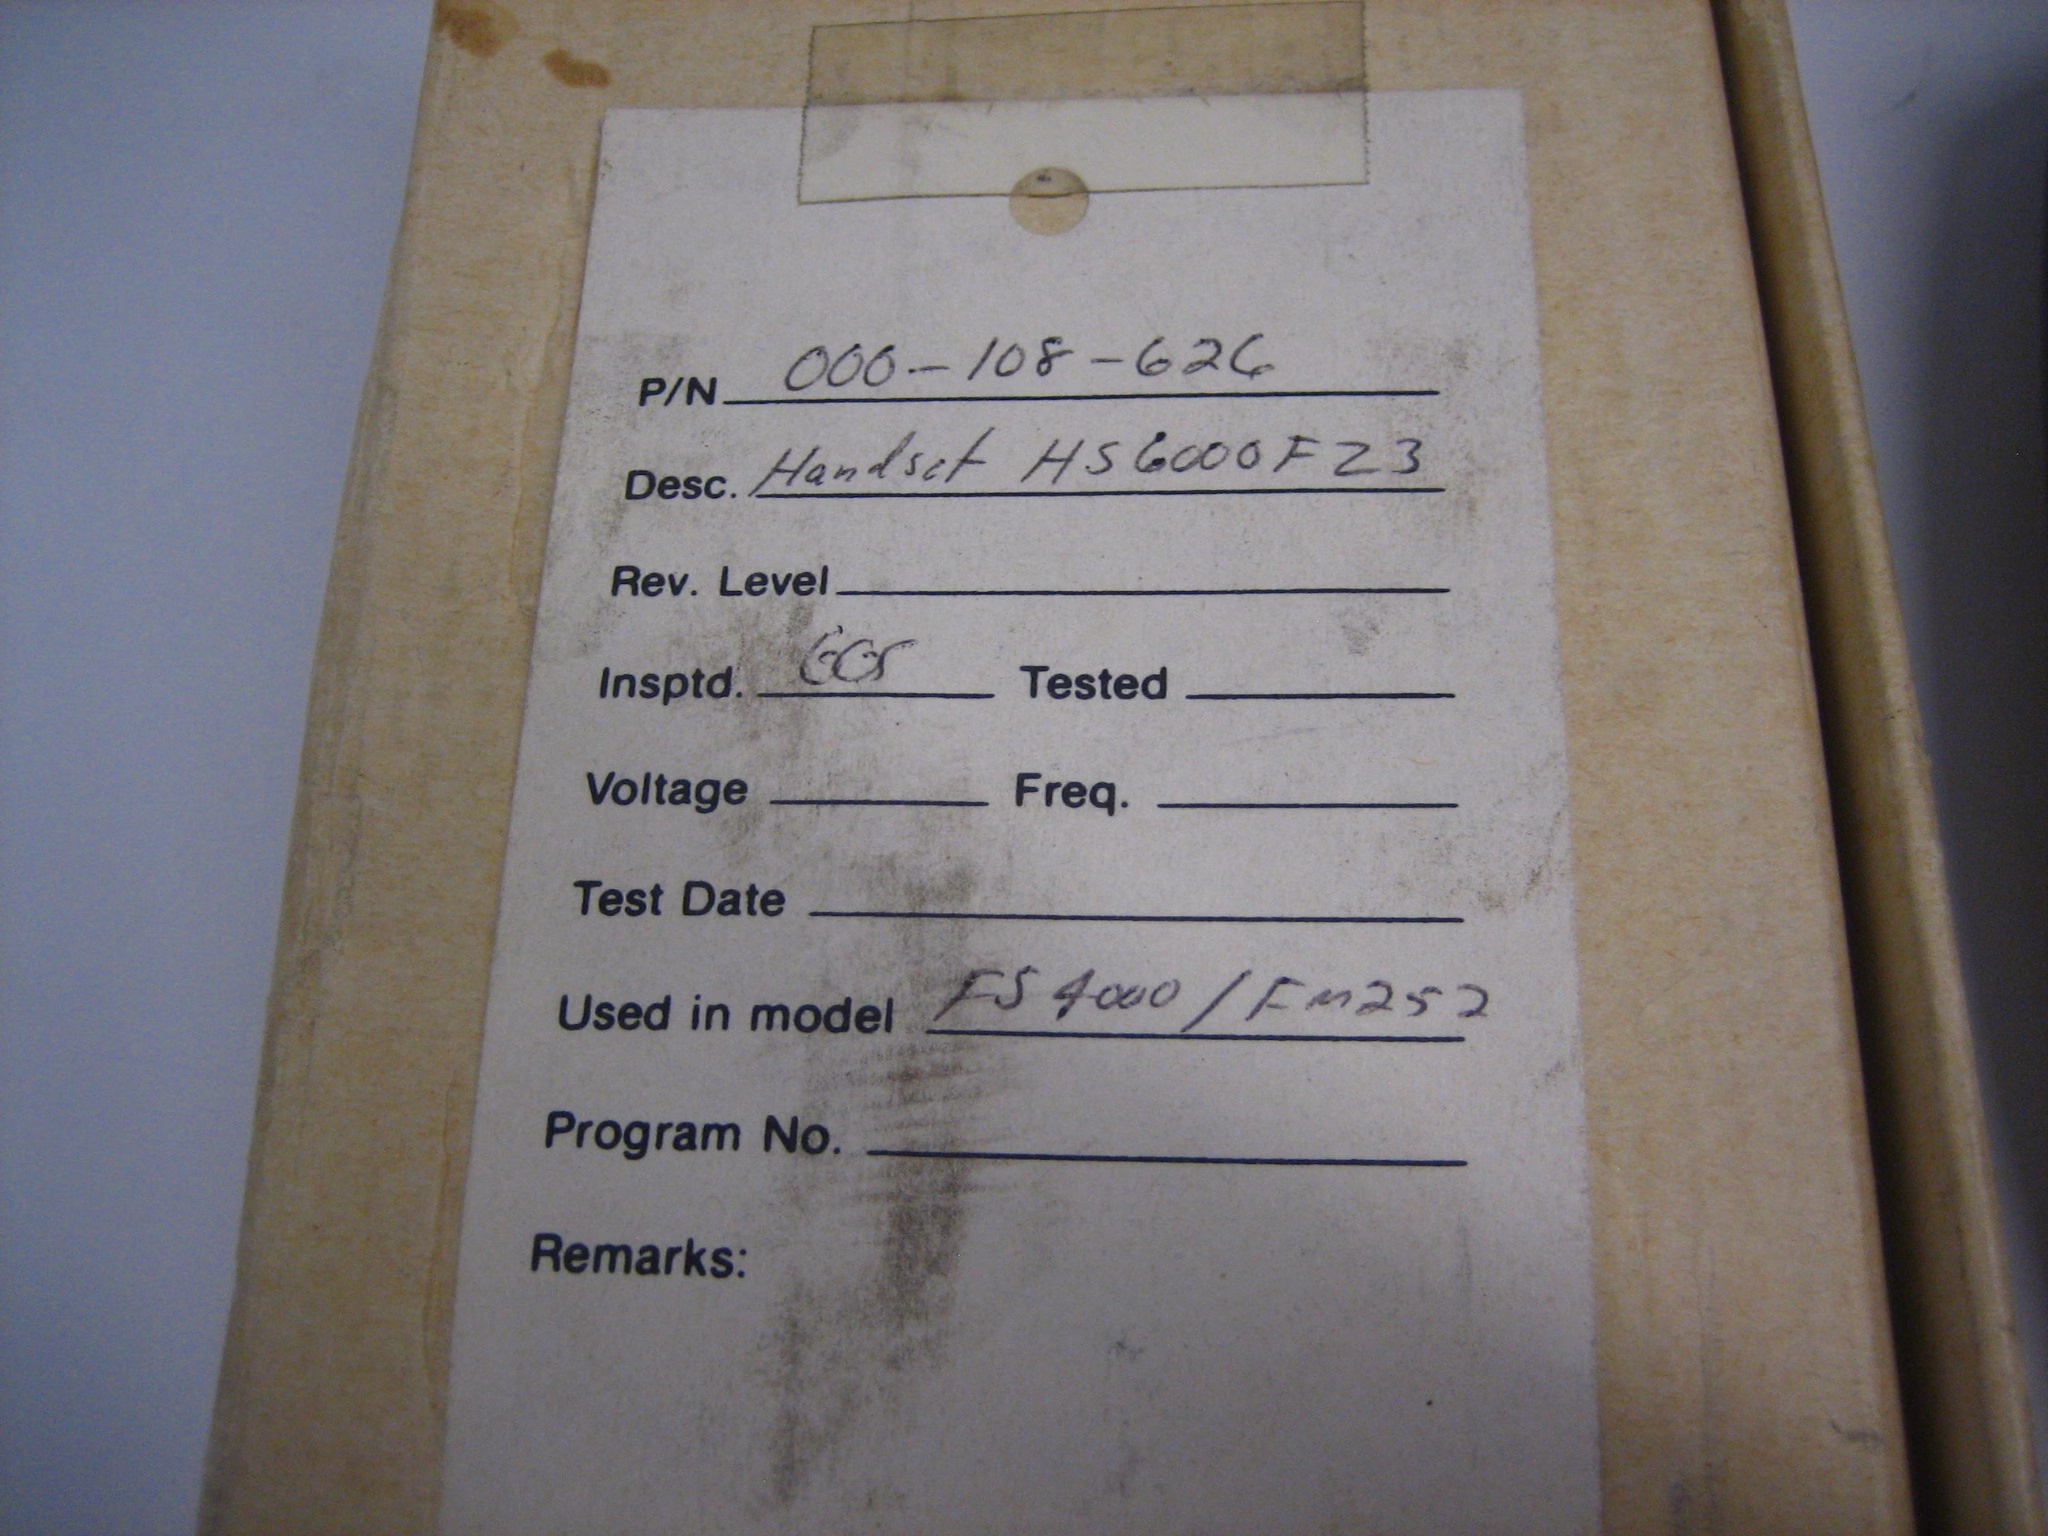 P/N 000-108-626
Desc. Handset HS6000FZ3
Rev. Level
Insptd. Tested
Voltage Freq.
Test Date
Used in model FS4000/FM252
Program No.
Remarks: